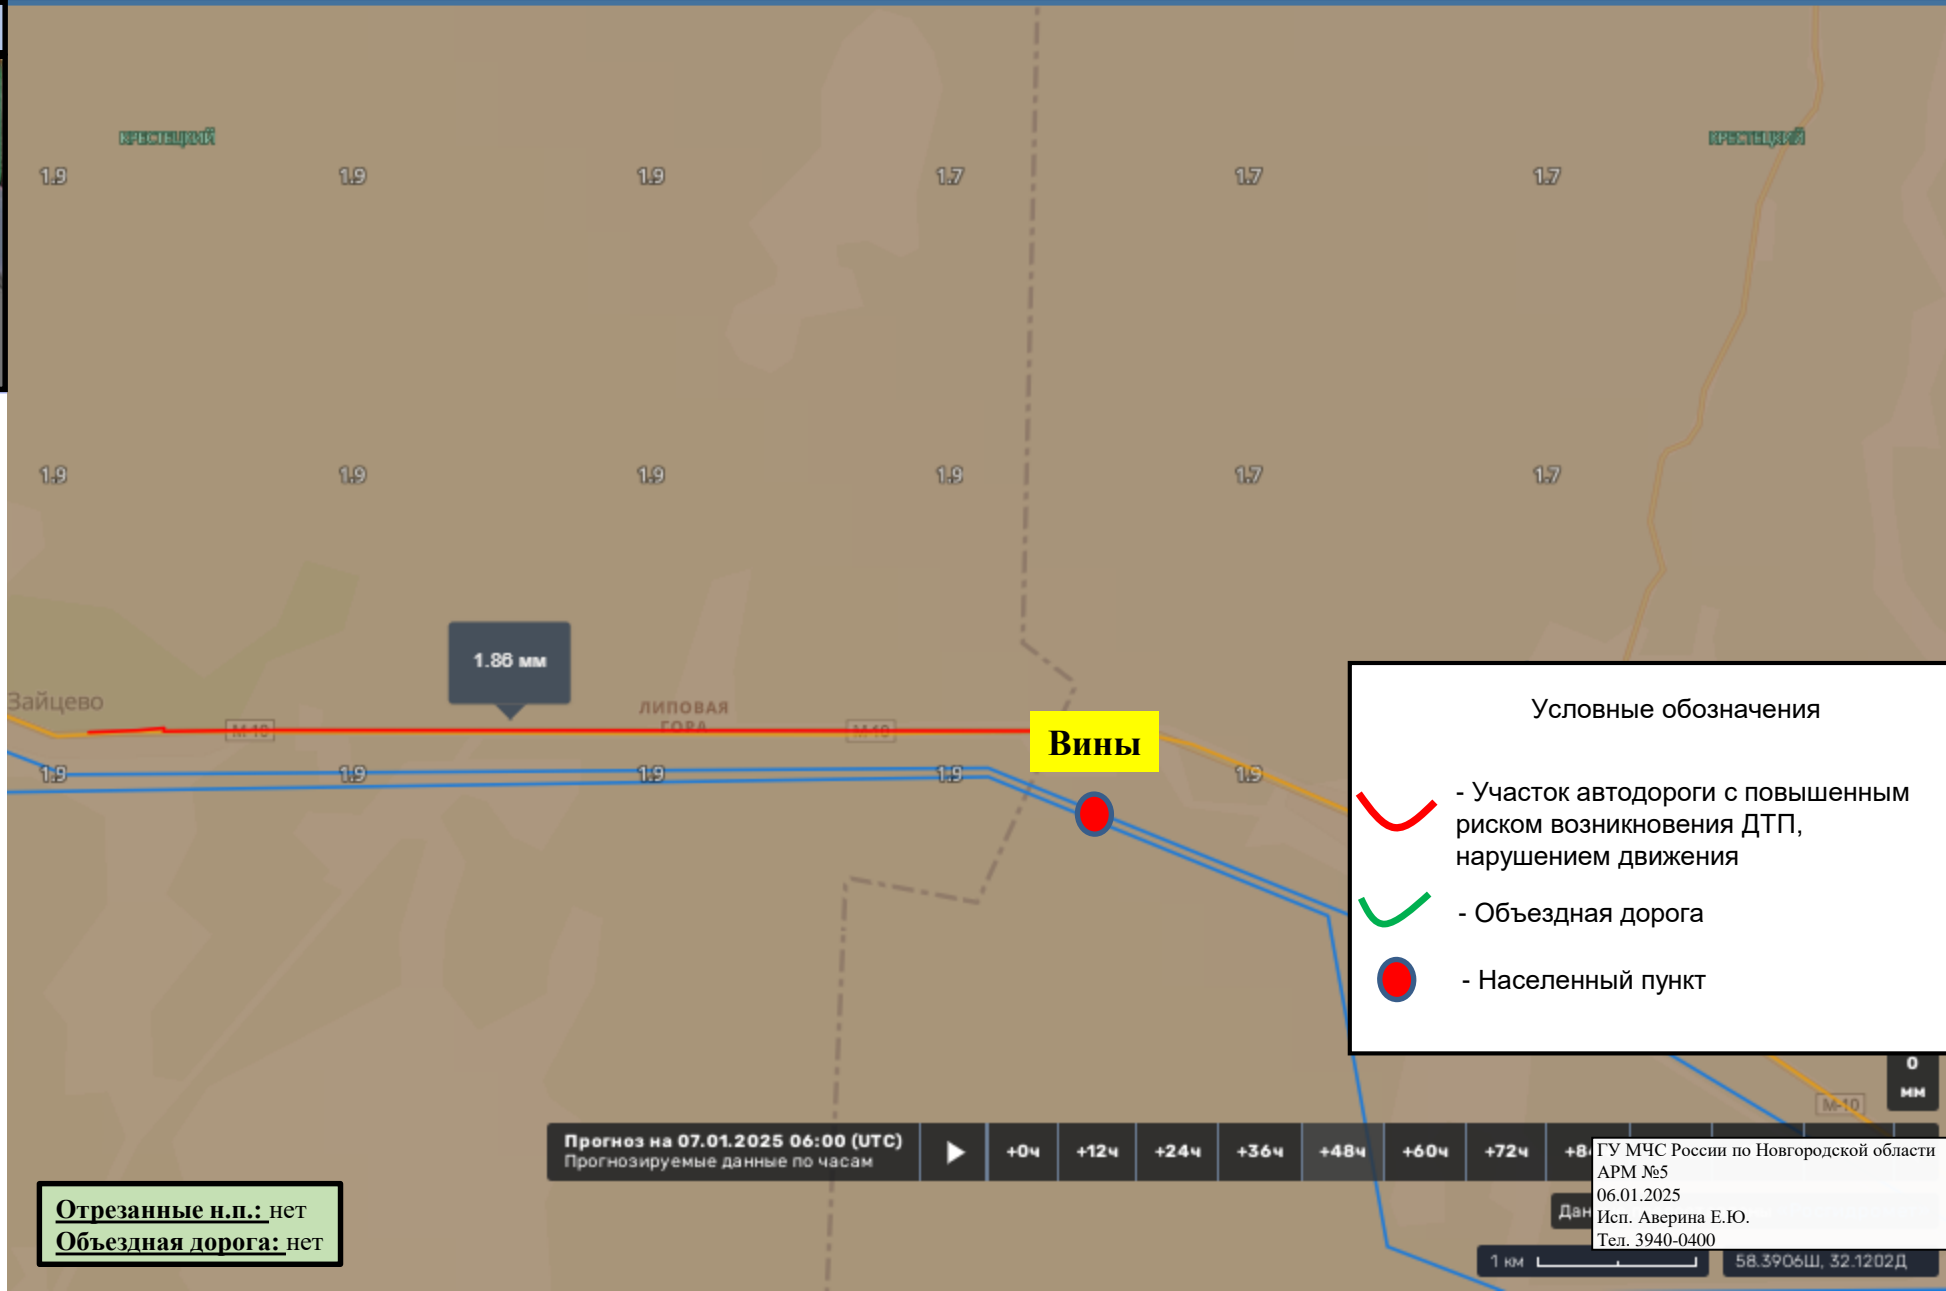 КРЕСТЕЦКИЙ
КРЕСТЕЦКИЙ
1.9 1.9 1.9 1.7 1.7 1.7
1.9 1.9 1.9 1.9 1.7 1.7
1.86 мм
Зайцево
ЛИПОВАЯ
ГОРА
М-10
М-10
Вины
1.9 1.9 1.9 1.9 1.9
Условные обозначения
- Участок автодороги с повышенным
риском возникновения ДТП,
нарушением движения
- Объездная дорога
- Населенный пункт
0
мм
М-10
Прогноз на 07.01.2025 06:00 (UTC)
Прогнозируемые данные по часам
+0ч +12ч +24ч +36ч +48ч +60ч +72ч
ГУ МЧС России по Новгородской области
АРМ №5
06.01.2025
Исп. Аверина Е.Ю.
Тел. 3940-0400
Отрезанные н.п.: нет
Объездная дорога: нет
1 км
58.3906Ш, 32.1202Д